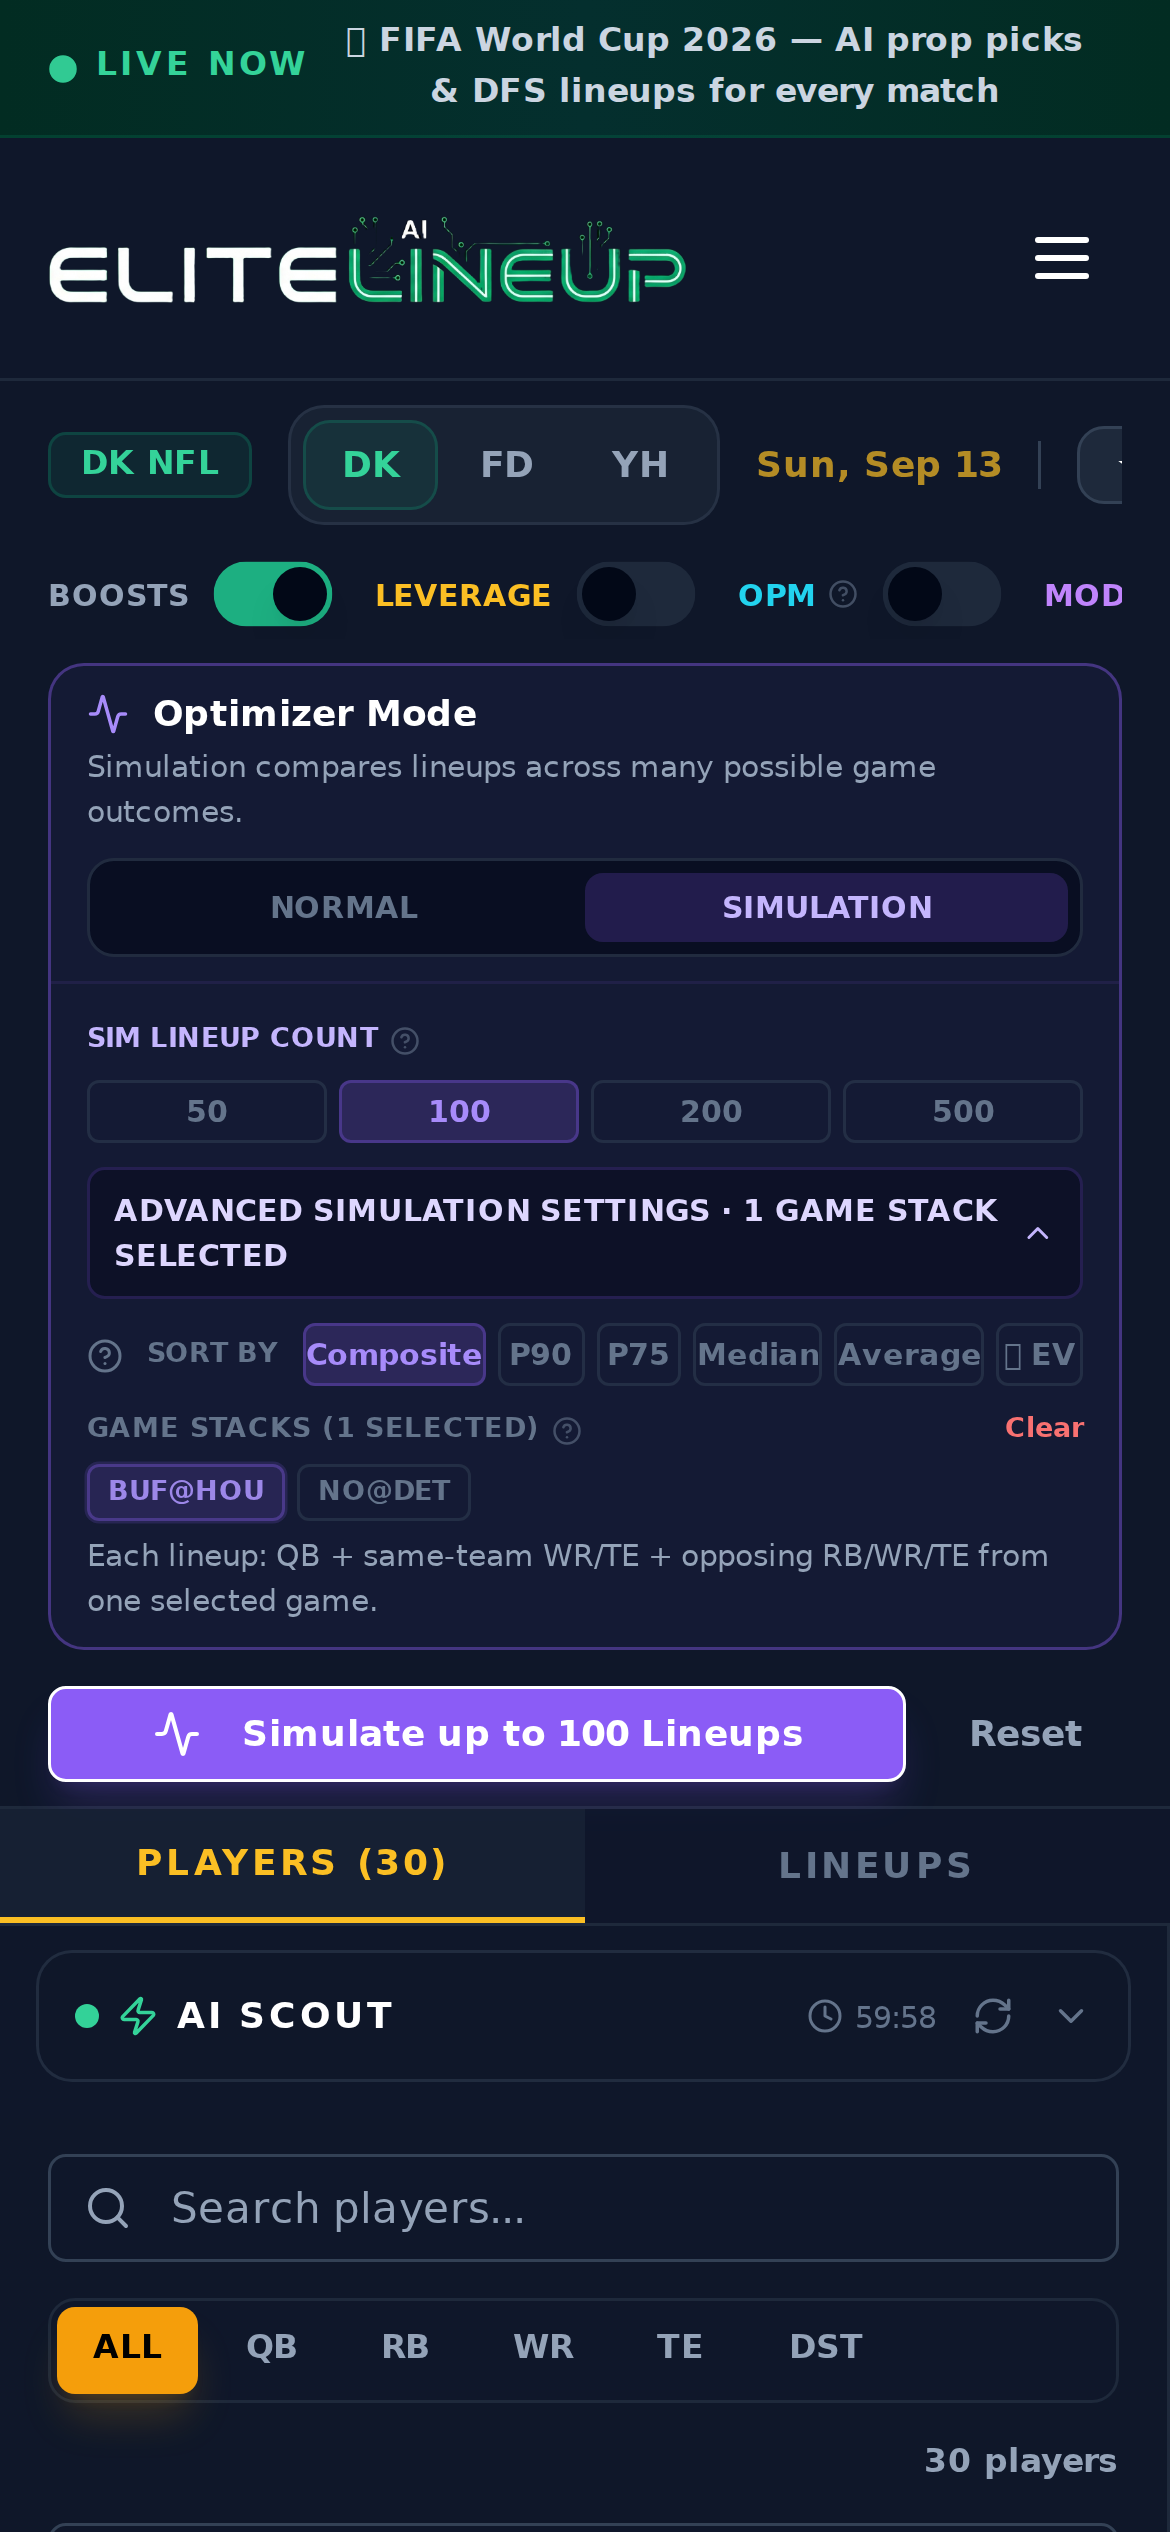 LIVE NOW
FIFA World Cup 2026 — AI prop picks
& DFS lineups for every match
ELITE LINEUP AI
DK NFL
DK FD YH
Sun, Sep 13
BOOSTS
LEVERAGE
OPM
MOD
Optimizer Mode
Simulation compares lineups across many possible game
outcomes.
NORMAL
SIMULATION
SIM LINEUP COUNT
50
100
200
500
ADVANCED SIMULATION SETTINGS · 1 GAME STACK
SELECTED
SORT BY
Composite
P90
P75
Median
Average
EV
GAME STACKS (1 SELECTED)
Clear
BUF@HOU
NO@DET
Each lineup: QB + same-team WR/TE + opposing RB/WR/TE from
one selected game.
Simulate up to 100 Lineups
Reset
PLAYERS (30)
LINEUPS
AI SCOUT
59:58
Search players...
ALL
QB
RB
WR
TE
DST
30 players